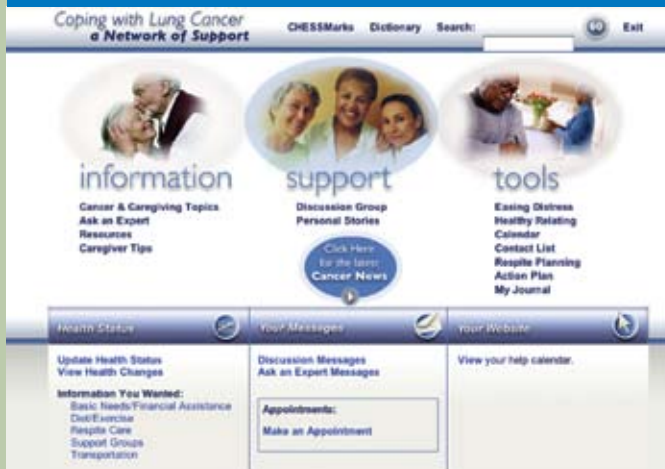 Coping with Lung Cancer
a Network of Support
CHESSMarks Dictionary Search: GO Exit
information
Cancer & Caregiving Topics
Ask an Expert
Resources
Caregiver Tips
support
Discussion Group
Personal Stories
Click Here
for the latest
Cancer News
tools
Easing Distress
Healthy Relating
Calendar
Contact List
Respite Planning
Action Plan
My Journal
Health Status
Update Health Status
View Health Changes
Information You Wanted:
Basic Needs/Financial Assistance
Diet/Exercise
Respite Care
Support Groups
Transportation
Your Messages
Discussion Messages
Ask an Expert Messages
Appointments:
Make an Appointment
Your Website
View your help calendar.